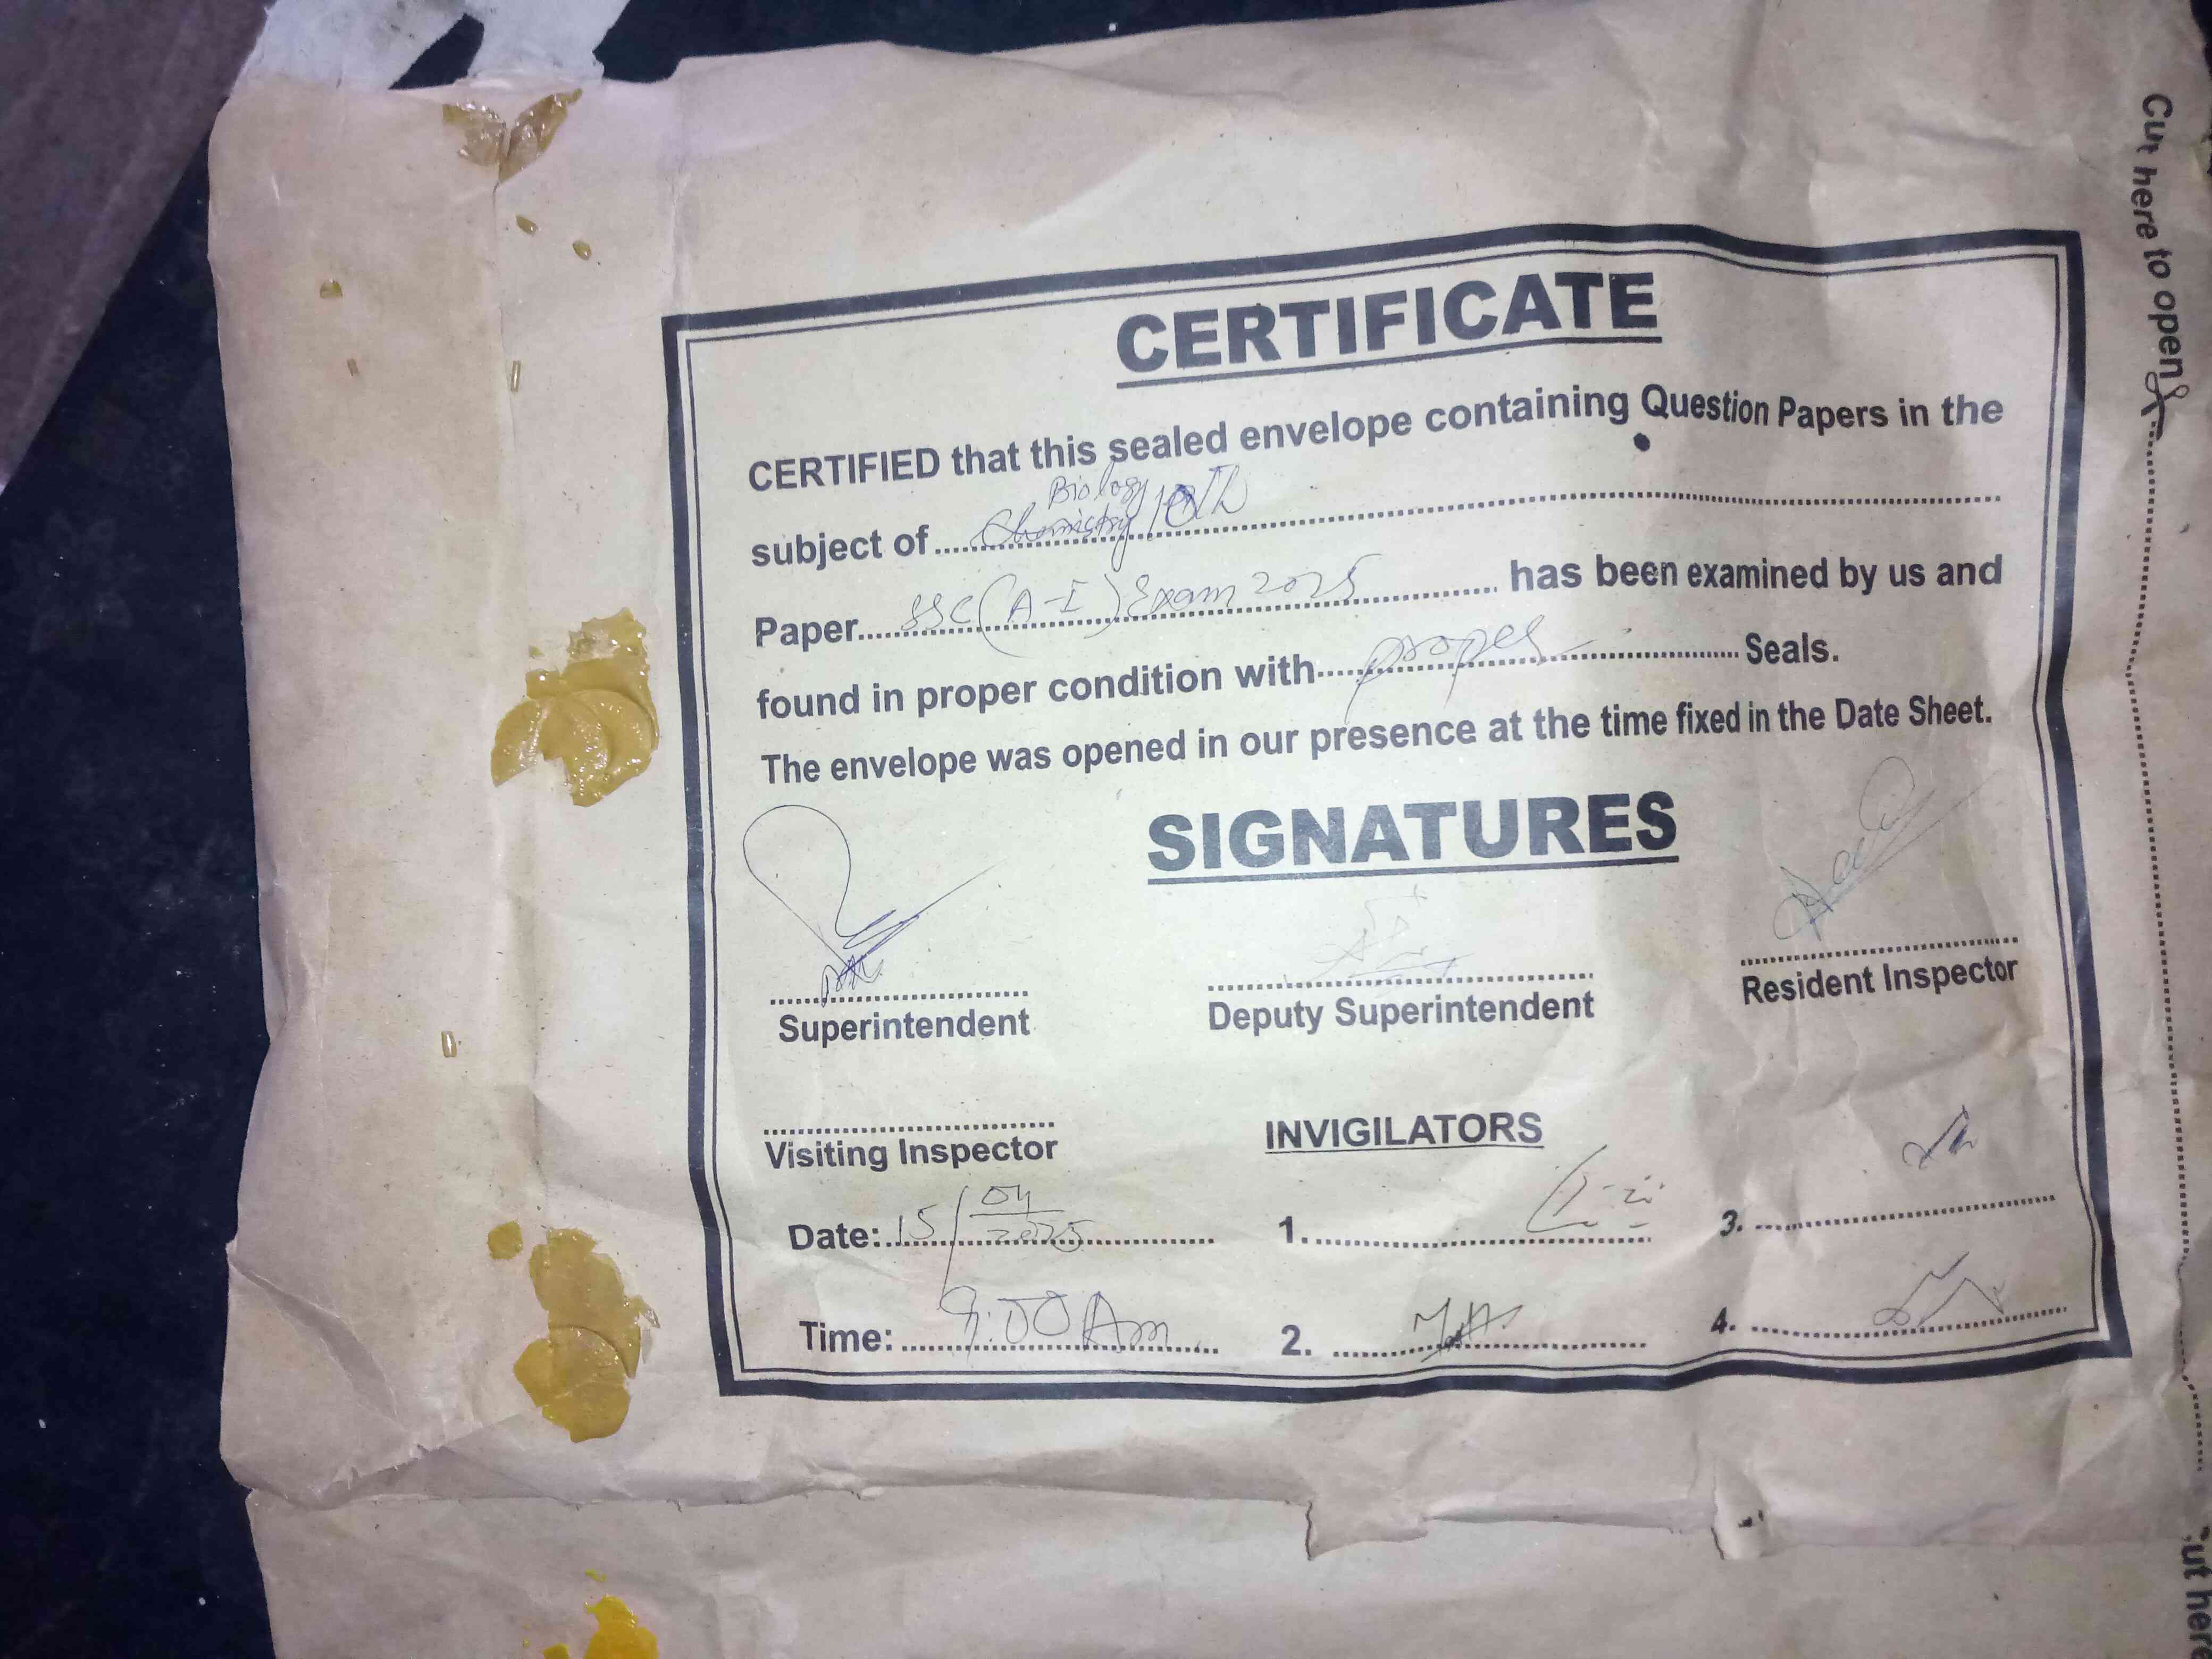 CERTIFICATE
CERTIFIED that this sealed envelope containing Question Papers in the
Biology
subject of Chemistry 10th
Paper SSC (A-I) Exam 2025 has been examined by us and
found in proper condition with proper Seals.
The envelope was opened in our presence at the time fixed in the Date Sheet.
SIGNATURES
Superintendent
Deputy Superintendent
Resident Inspector
Visiting Inspector
INVIGILATORS
Date: 15/04/2025
1.
3.
Time: 9:00 Am
2.
4.
Cut here to open
Cut here